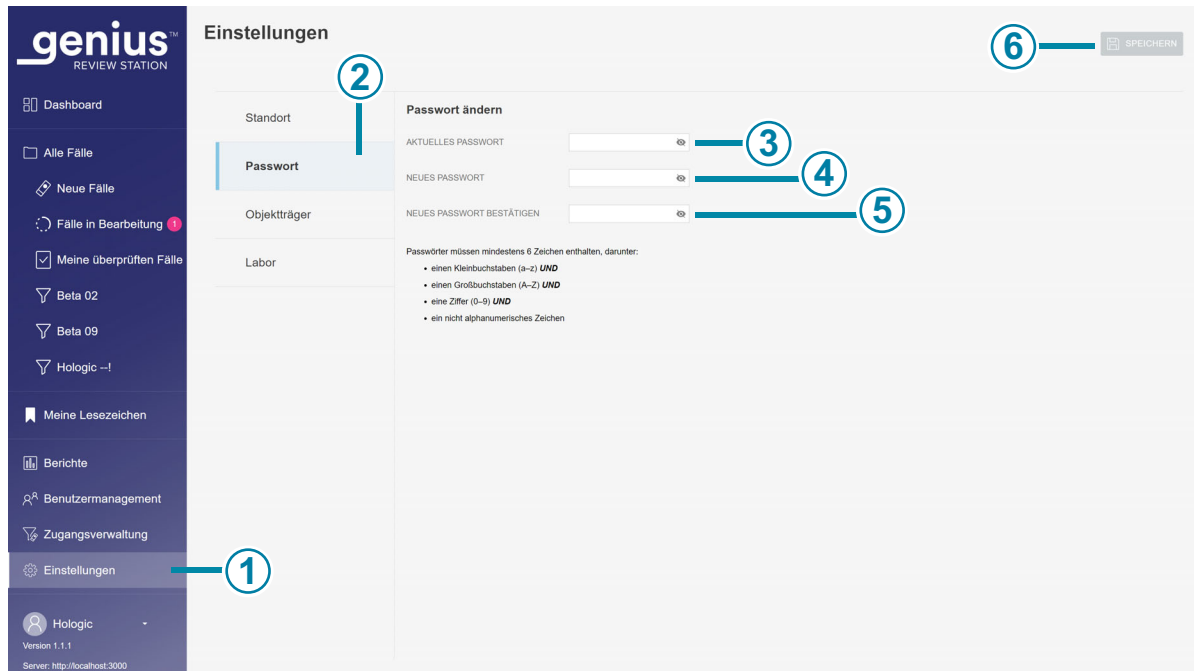 genius™
REVIEW STATION
Dashboard
Alle Fälle
Neue Fälle
Fälle in Bearbeitung 1
Meine überprüften Fälle
Beta 02
Beta 09
Hologic --!
Meine Lesezeichen
Berichte
Benutzermanagement
Zugangsverwaltung
Einstellungen
1
Hologic
Version 1.1.1
Server: http://localhost:3000
Einstellungen
6
SPEICHERN
2
Standort
Passwort
Objektträger
Labor
Passwort ändern
AKTUELLES PASSWORT
3
NEUES PASSWORT
4
NEUES PASSWORT BESTÄTIGEN
5
Passwörter müssen mindestens 6 Zeichen enthalten, darunter:
• einen Kleinbuchstaben (a–z) UND
• einen Großbuchstaben (A–Z) UND
• eine Ziffer (0–9) UND
• ein nicht alphanumerisches Zeichen